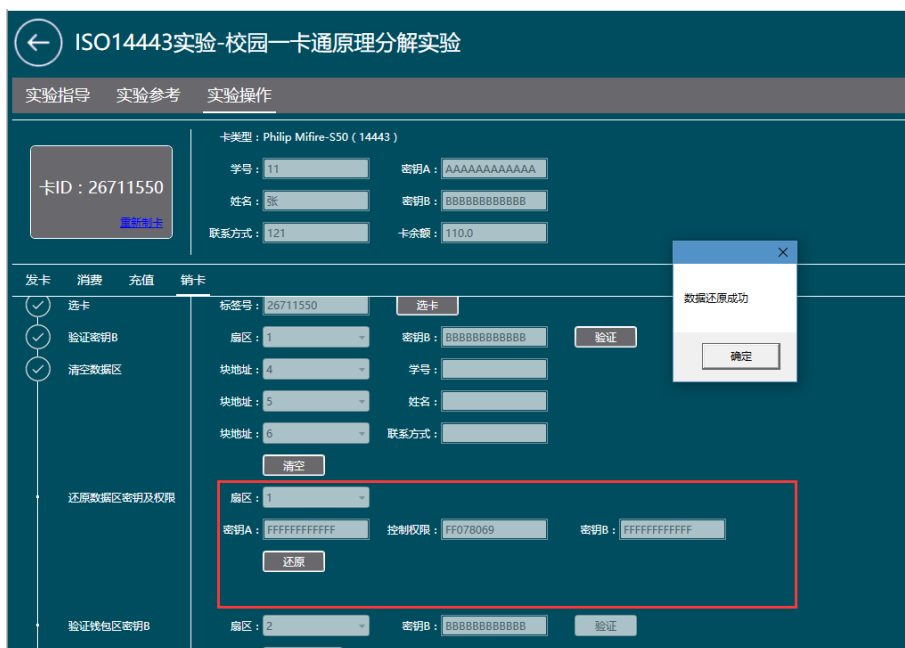 ISO14443实验-校园一卡通原理分解实验
实验指导 实验参考 实验操作
卡类型：Philip Mifire-S50 ( 14443 )
卡ID：26711550
重新制卡
学号：11 密钥A：AAAAAAAAAAAA
姓名：张 密钥B：BBBBBBBBBBBB
联系方式：121 卡余额：110.0
发卡 消费 充值 销卡
选卡 标签号：26711550 选卡
验证密钥B 扇区：1 密钥B：BBBBBBBBBBBB 验证
清空数据区 块地址：4 学号：
块地址：5 姓名：
块地址：6 联系方式：
清空
还原数据区密钥及权限 扇区：1
密钥A：FFFFFFFFFFFF 控制权限：FF078069 密钥B：FFFFFFFFFFFF
还原
验证钱包区密钥B 扇区：2 密钥B：BBBBBBBBBBBB 验证
数据还原成功
确定